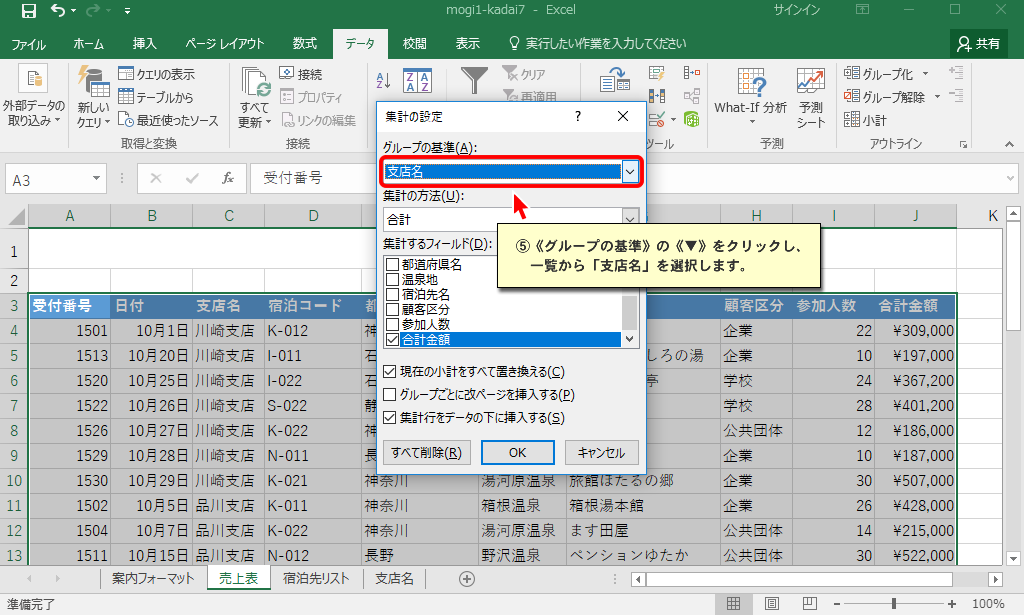 mogi1-kadai7 - Excel
サインイン
ファイル ホーム 挿入 ページ レイアウト 数式 データ 校閲 表示 実行したい作業を入力してください 共有
外部データの取り込み
新しいクエリ
クエリの表示
テーブルから
最近使ったソース
取得と変換
すべて更新
接続
プロパティ
リンクの編集
接続
クリア
再適用
ツール
What-If 分析
予測シート
予測
グループ化
グループ解除
小計
アウトライン
A3
fx
受付番号
集計の設定 ?
グループの基準(A):
支店名
集計の方法(U):
合計
集計するフィールド(D):
都道府県名
温泉地
宿泊先名
顧客区分
参加人数
合計金額
現在の小計をすべて置き換える(C)
グループごとに改ページを挿入する(P)
集計行をデータの下に挿入する(S)
すべて削除(R) OK キャンセル
⑤《グループの基準》の《▼》をクリックし、
一覧から「支店名」を選択します。
A B C D H I J K
1
2
3 受付番号 日付 支店名 宿泊コード 顧客区分 参加人数 合計金額
4 1501 10月1日 川崎支店 K-012 神 企業 22 ¥309,000
5 1513 10月20日 川崎支店 I-011 石 しろの湯 企業 10 ¥197,000
6 1520 10月25日 川崎支店 I-022 石 亭 学校 24 ¥367,200
7 1522 10月26日 川崎支店 S-022 静 学校 28 ¥401,200
8 1526 10月27日 川崎支店 K-022 神 公共団体 12 ¥186,000
9 1529 10月28日 川崎支店 N-011 長 企業 10 ¥187,000
10 1530 10月29日 川崎支店 K-021 神奈川 湯河原温泉 旅館ほたるの郷 企業 30 ¥507,000
11 1502 10月5日 品川支店 K-011 神奈川 箱根温泉 箱根湯本館 企業 26 ¥428,000
12 1504 10月7日 品川支店 K-022 神奈川 湯河原温泉 ます田屋 公共団体 14 ¥215,000
13 1511 10月15日 品川支店 N-012 長野 野沢温泉 ペンションゆたか 公共団体 30 ¥522,000
案内フォーマット 売上表 宿泊先リスト 支店名
準備完了 100%